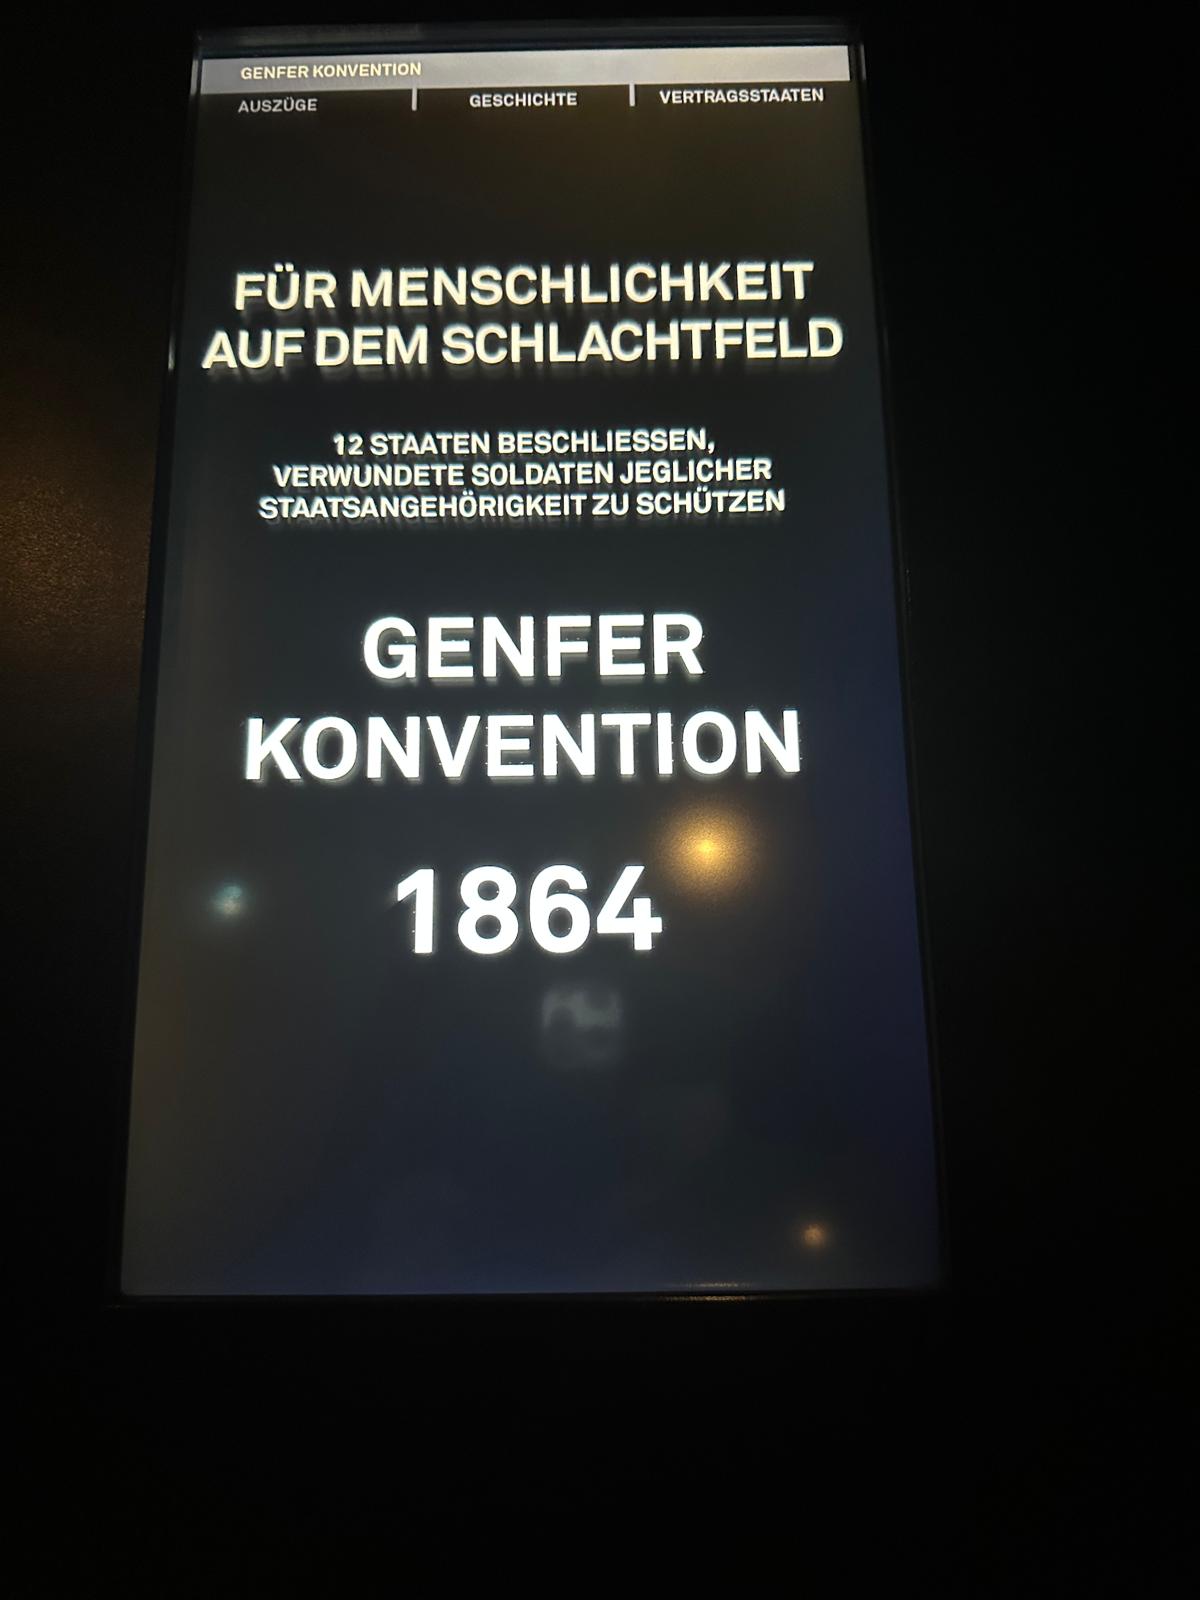 GENFER KONVENTION
AUSZÜGE GESCHICHTE VERTRAGSSTAATEN
FÜR MENSCHLICHKEIT
AUF DEM SCHLACHTFELD
12 STAATEN BESCHLIESSEN,
VERWUNDETE SOLDATEN JEGLICHER
STAATSANGEHÖRIGKEIT ZU SCHÜTZEN
GENFER
KONVENTION
1864